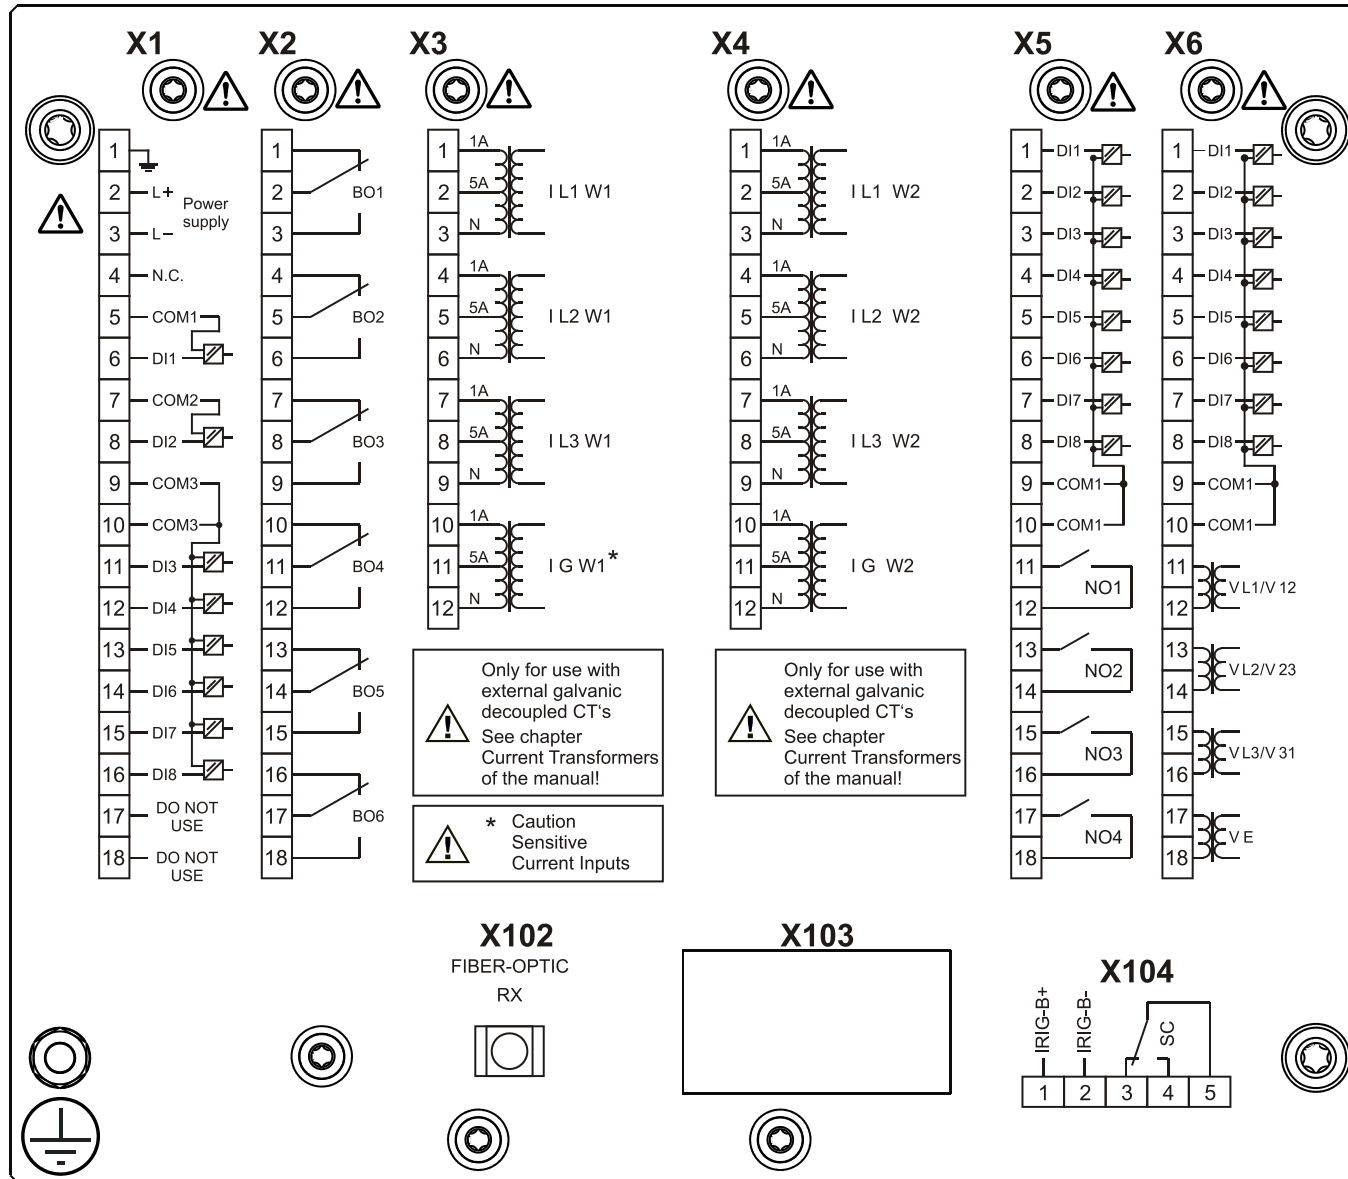 X1
X2
X3
X4
X5
X6
1
2 L+
3 L–
Power
supply
4 N.C.
5 COM1
6 DI1
7 COM2
8 DI2
9 COM3
10 COM3
11 DI3
12 DI4
13 DI5
14 DI6
15 DI7
16 DI8
17 DO NOT
USE
18 DO NOT
USE
1
2 BO1
3
4
5 BO2
6
7
8 BO3
9
10
11 BO4
12
13
14 BO5
15
16
17 BO6
18
1 1A
2 5A I L1 W1
3 N
4 1A
5 5A I L2 W1
6 N
7 1A
8 5A I L3 W1
9 N
10 1A
11 5A I G W1*
12 N
Only for use with
external galvanic
decoupled CT‘s
See chapter
Current Transformers
of the manual!
* Caution
Sensitive
Current Inputs
1 1A
2 5A I L1 W2
3 N
4 1A
5 5A I L2 W2
6 N
7 1A
8 5A I L3 W2
9 N
10 1A
11 5A I G W2
12 N
Only for use with
external galvanic
decoupled CT‘s
See chapter
Current Transformers
of the manual!
1 DI1
2 DI2
3 DI3
4 DI4
5 DI5
6 DI6
7 DI7
8 DI8
9 COM1
10 COM1
11
NO1
12
13
NO2
14
15
NO3
16
17
NO4
18
1 DI1
2 DI2
3 DI3
4 DI4
5 DI5
6 DI6
7 DI7
8 DI8
9 COM1
10 COM1
11
V L1/V 12
12
13
V L2/V 23
14
15
V L3/V 31
16
17
V E
18
X102
FIBER-OPTIC
RX
X103
X104
IRIG-B+
IRIG-B-
SC
1 2 3 4 5